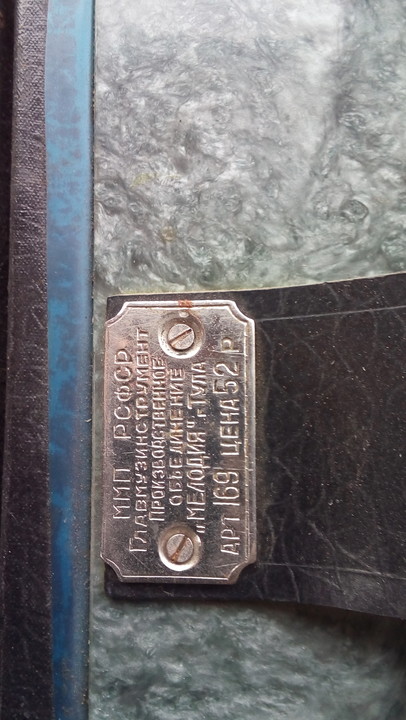 ММП РСФСР
ГЛАВМУЗИНСТРУМЕНТ
ПРОИЗВОДСТВЕННОЕ
ОБЪЕДИНЕНИЕ
„МЕЛОДИЯ" г. ТУЛА
АРТ 169 ЦЕНА 52 Р